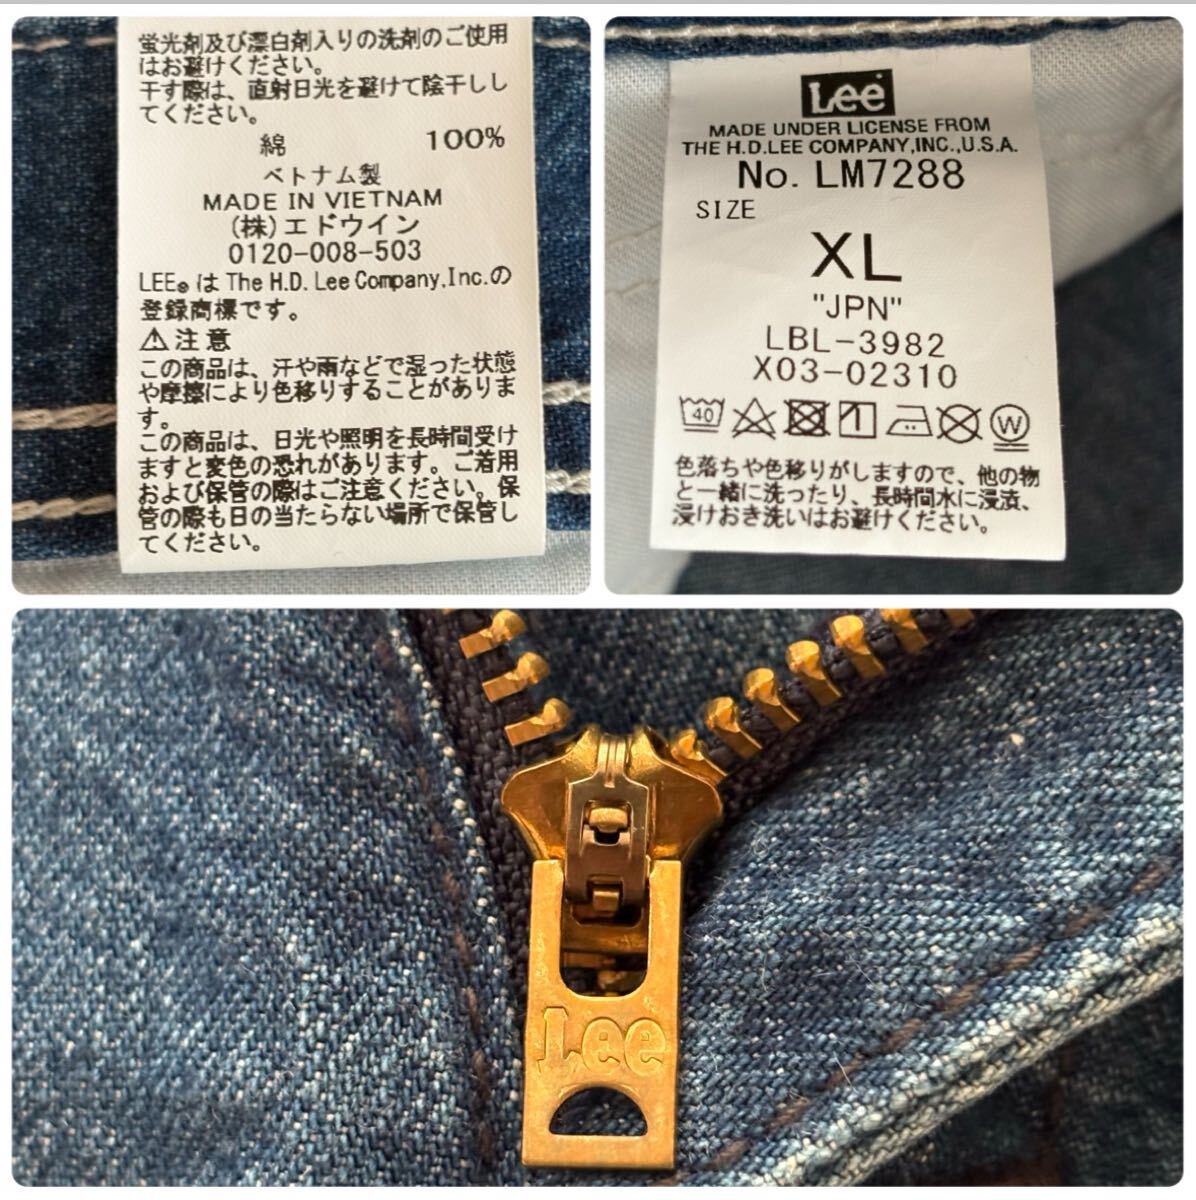 蛍光剤及び漂白剤入りの洗剤のご使用
はお避けください。
干す際は、直射日光を避けて陰干しし
てください。
綿 100%
ベトナム製
MADE IN VIETNAM
(株)エドウイン
0120-008-503
LEE® は The H.D. Lee Company,Inc.の
登録商標です。
⚠注意
この商品は、汗や雨などで湿った状態
や摩擦により色移りすることがありま
す。
この商品は、日光や照明を長時間受け
ますと変色の恐れがあります。ご着用
および保管の際はご注意ください。保
管の際も日の当たらない場所で保管し
てください。
Lee
MADE UNDER LICENSE FROM
THE H.D.LEE COMPANY,INC.,U.S.A.
No. LM7288
SIZE
XL
"JPN"
LBL-3982
X03-02310
40
W
色落ちや色移りがしますので、他の物
と一緒に洗ったり、長時間水に浸漬、
浸けおき洗いはお避けください。
Lee